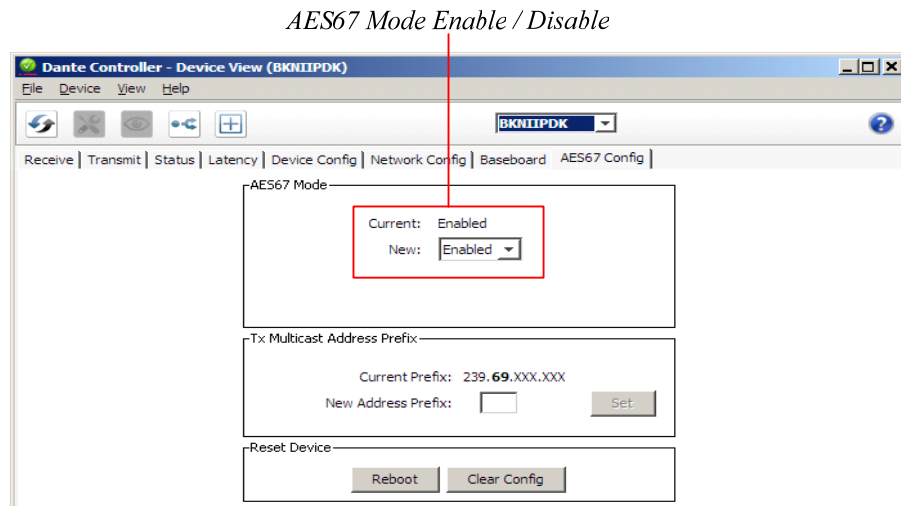 AES67 Mode Enable / Disable
Dante Controller - Device View (BKNIIPDK)
File Device View Help
BKNIIPDK
?
Receive Transmit Status Latency Device Config Network Config Baseboard AES67 Config
AES67 Mode
Current: Enabled
New: Enabled
Tx Multicast Address Prefix
Current Prefix: 239.69.XXX.XXX
New Address Prefix: Set
Reset Device
Reboot Clear Config